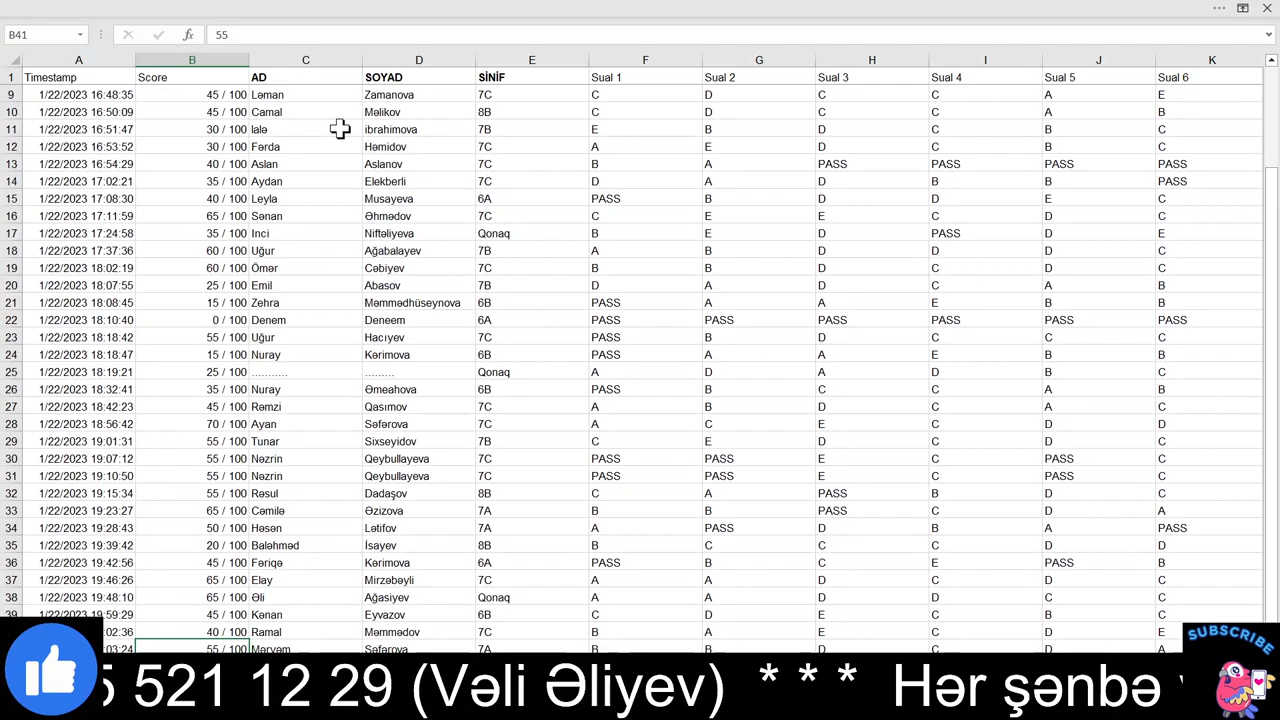 B41 fx 55
A B C D E F G H I J K
1 Timestamp Score AD SOYAD SİNİF Sual 1 Sual 2 Sual 3 Sual 4 Sual 5 Sual 6
9 1/22/2023 16:48:35 45 / 100 Ləman Zamanova 7C C D C C A E
10 1/22/2023 16:50:09 45 / 100 Camal Məlikov 8B C D C C A B
11 1/22/2023 16:51:47 30 / 100 lalə ibrahimova 7B E B D C B C
12 1/22/2023 16:53:52 30 / 100 Fərda Həmidov 7C A E D C B C
13 1/22/2023 16:54:29 40 / 100 Aslan Aslanov 7C B A PASS PASS PASS PASS
14 1/22/2023 17:02:21 35 / 100 Aydan Elekberli 7C D A D B B PASS
15 1/22/2023 17:08:30 40 / 100 Leyla Musayeva 6A PASS B D D E C
16 1/22/2023 17:11:59 65 / 100 Sənan Əhmədov 7C C E E C D C
17 1/22/2023 17:24:58 35 / 100 Inci Niftəliyeva Qonaq B E D PASS D E
18 1/22/2023 17:37:36 60 / 100 Uğur Ağabalayev 7B A B D D D C
19 1/22/2023 18:02:19 60 / 100 Ömər Cəbiyev 7C B B D C D C
20 1/22/2023 18:07:55 25 / 100 Emil Abasov 7B D A D C A B
21 1/22/2023 18:08:45 15 / 100 Zehra Məmmədhüseynova 6B PASS A A E B B
22 1/22/2023 18:10:40 0 / 100 Denem Deneem 6A PASS PASS PASS PASS PASS PASS
23 1/22/2023 18:18:42 55 / 100 Uğur Hacıyev 7C PASS B D C C C
24 1/22/2023 18:18:47 15 / 100 Nuray Kərimova 6B PASS A A E B B
25 1/22/2023 18:19:21 25 / 100 ........... ......... Qonaq A D A D B C
26 1/22/2023 18:32:41 35 / 100 Nuray Əmeahova 6B PASS B C C A B
27 1/22/2023 18:42:23 45 / 100 Rəmzi Qasımov 7C A B D C A C
28 1/22/2023 18:56:42 70 / 100 Ayan Səfərova 7C A C E C D D
29 1/22/2023 19:01:31 55 / 100 Tunar Sixseyidov 7B C E D C D C
30 1/22/2023 19:07:12 55 / 100 Nəzrin Qeybullayeva 7C PASS PASS E C PASS C
31 1/22/2023 19:10:50 55 / 100 Nəzrin Qeybullayeva 7C PASS PASS E C PASS C
32 1/22/2023 19:15:34 55 / 100 Rəsul Dadaşov 8B C A PASS B D C
33 1/22/2023 19:23:27 65 / 100 Cəmilə Əzizova 7A B B PASS C D A
34 1/22/2023 19:28:43 50 / 100 Həsən Lətifov 7A A PASS D B A PASS
35 1/22/2023 19:39:42 20 / 100 Baləhməd İsayev 8B B C C C D D
36 1/22/2023 19:42:56 45 / 100 Fəriqə Kərimova 6A PASS B C E PASS B
37 1/22/2023 19:46:26 65 / 100 Elay Mirzəbəyli 7C A A D C D C
38 1/22/2023 19:48:10 65 / 100 Əli Ağasiyev Qonaq A A D D C C
39 1/22/2023 19:59:29 45 / 100 Kənan Eyvazov 6B C D E C B C
:02:36 40 / 100 Ramal Məmmədov 7C B A E C D E
:03:24 55 / 100 Məryəm Səfərova 7A B B D C D A
SUBSCRIBE
5 521 12 29 (Vəli Əliyev) * * * Hər şənbə